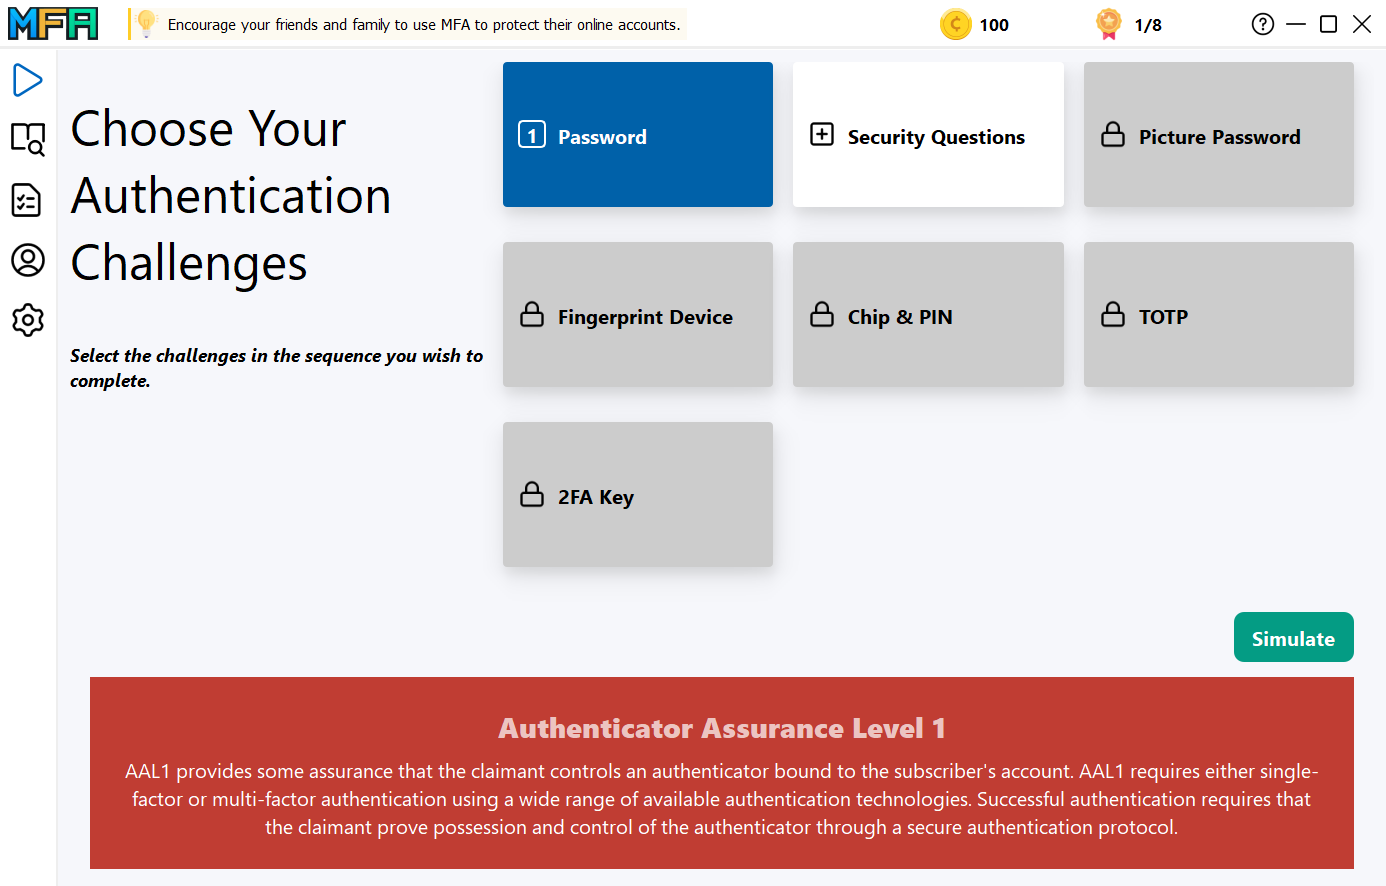 MFA
Encourage your friends and family to use MFA to protect their online accounts.
100
1/8
Choose Your
Authentication
Challenges
Select the challenges in the sequence you wish to
complete.
1 Password
Security Questions
Picture Password
Fingerprint Device
Chip & PIN
TOTP
2FA Key
Simulate
Authenticator Assurance Level 1
AAL1 provides some assurance that the claimant controls an authenticator bound to the subscriber's account. AAL1 requires either single-
factor or multi-factor authentication using a wide range of available authentication technologies. Successful authentication requires that
the claimant prove possession and control of the authenticator through a secure authentication protocol.